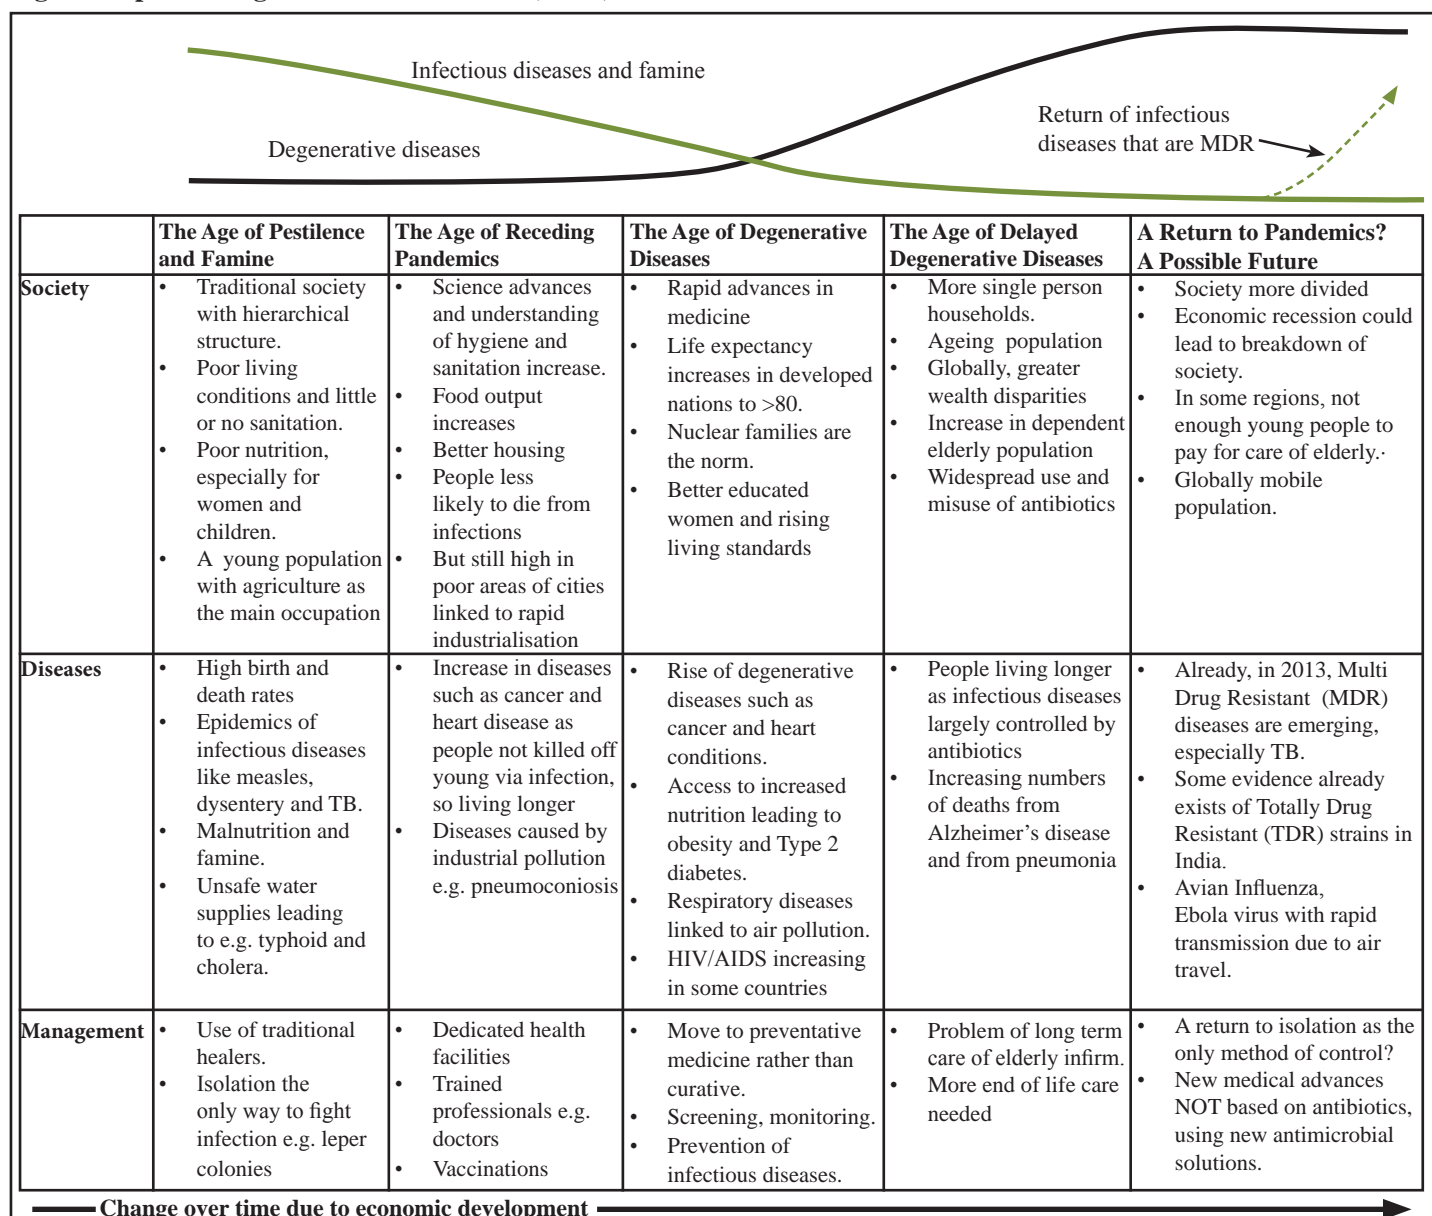 Infectious diseases and famine
Degenerative diseases
Return of infectious
diseases that are MDR
The Age of Pestilence
and Famine
The Age of Receding
Pandemics
The Age of Degenerative
Diseases
The Age of Delayed
Degenerative Diseases
A Return to Pandemics?
A Possible Future
Society
• Traditional society
with hierarchical
structure.
• Poor living
conditions and little
or no sanitation.
• Poor nutrition,
especially for
women and
children.
• A young population
with agriculture as
the main occupation
• Science advances
and understanding
of hygiene and
sanitation increase.
• Food output
increases
• Better housing
• People less
likely to die from
infections
• But still high in
poor areas of cities
linked to rapid
industrialisation
• Rapid advances in
medicine
• Life expectancy
increases in developed
nations to >80.
• Nuclear families are
the norm.
• Better educated
women and rising
living standards
• More single person
households.
• Ageing population
• Globally, greater
wealth disparities
• Increase in dependent
elderly population
• Widespread use and
misuse of antibiotics
• Society more divided
• Economic recession could
lead to breakdown of
society.
• In some regions, not
enough young people to
pay for care of elderly.·
• Globally mobile
population.
Diseases
• High birth and
death rates
• Epidemics of
infectious diseases
like measles,
dysentery and TB.
• Malnutrition and
famine.
• Unsafe water
supplies leading
to e.g. typhoid and
cholera.
• Increase in diseases
such as cancer and
heart disease as
people not killed off
young via infection,
so living longer
• Diseases caused by
industrial pollution
e.g. pneumoconiosis
• Rise of degenerative
diseases such as
cancer and heart
conditions.
• Access to increased
nutrition leading to
obesity and Type 2
diabetes.
• Respiratory diseases
linked to air pollution.
• HIV/AIDS increasing
in some countries
• People living longer
as infectious diseases
largely controlled by
antibiotics
• Increasing numbers
of deaths from
Alzheimer's disease
and from pneumonia
• Already, in 2013, Multi
Drug Resistant (MDR)
diseases are emerging,
especially TB.
• Some evidence already
exists of Totally Drug
Resistant (TDR) strains in
India.
• Avian Influenza,
Ebola virus with rapid
transmission due to air
travel.
Management
• Use of traditional
healers.
• Isolation the
only way to fight
infection e.g. leper
colonies
• Dedicated health
facilities
• Trained
professionals e.g.
doctors
• Vaccinations
• Move to preventative
medicine rather than
curative.
• Screening, monitoring.
• Prevention of
infectious diseases.
• Problem of long term
care of elderly infirm.
• More end of life care
needed
• A return to isolation as the
only method of control?
• New medical advances
NOT based on antibiotics,
using new antimicrobial
solutions.
Change over time due to economic development